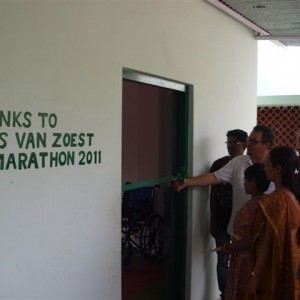 NKS TO
S VAN ZOEST
MARATHON 2011